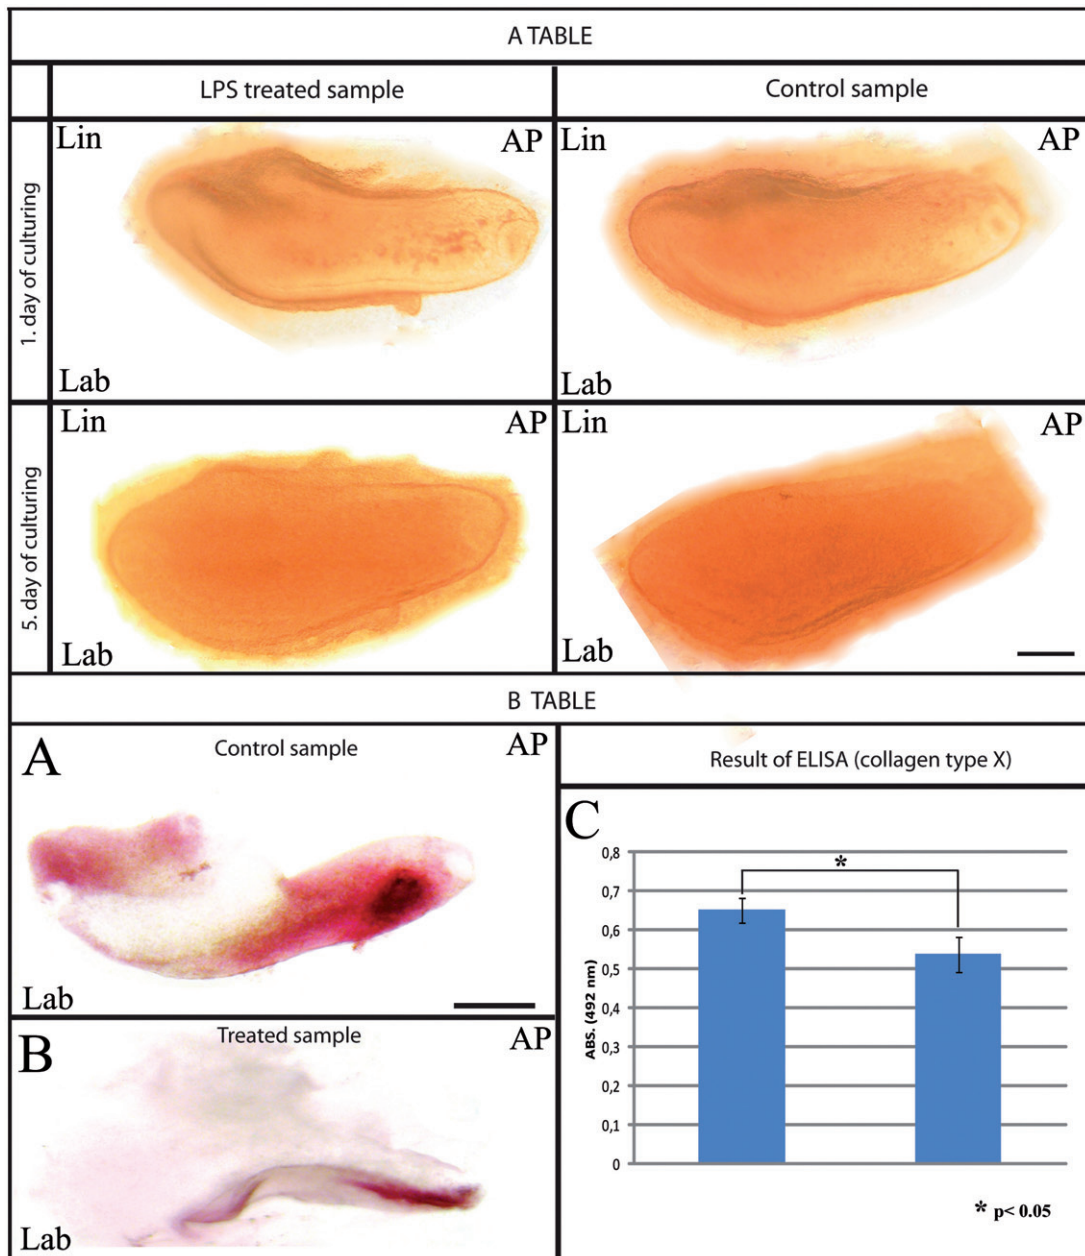 A TABLE
LPS treated sample
Control sample
1. day of culturing
Lin
AP
Lab
Lin
AP
Lab
5. day of culturing
Lin
AP
Lab
Lin
AP
Lab
B TABLE
A
Control sample
AP
Lab
B
Treated sample
AP
Lab
Result of ELISA (collagen type X)
C
ABS. (492 nm)
0,8
0,7
0,6
0,5
0,4
0,3
0,2
0,1
0
*
* p< 0.05